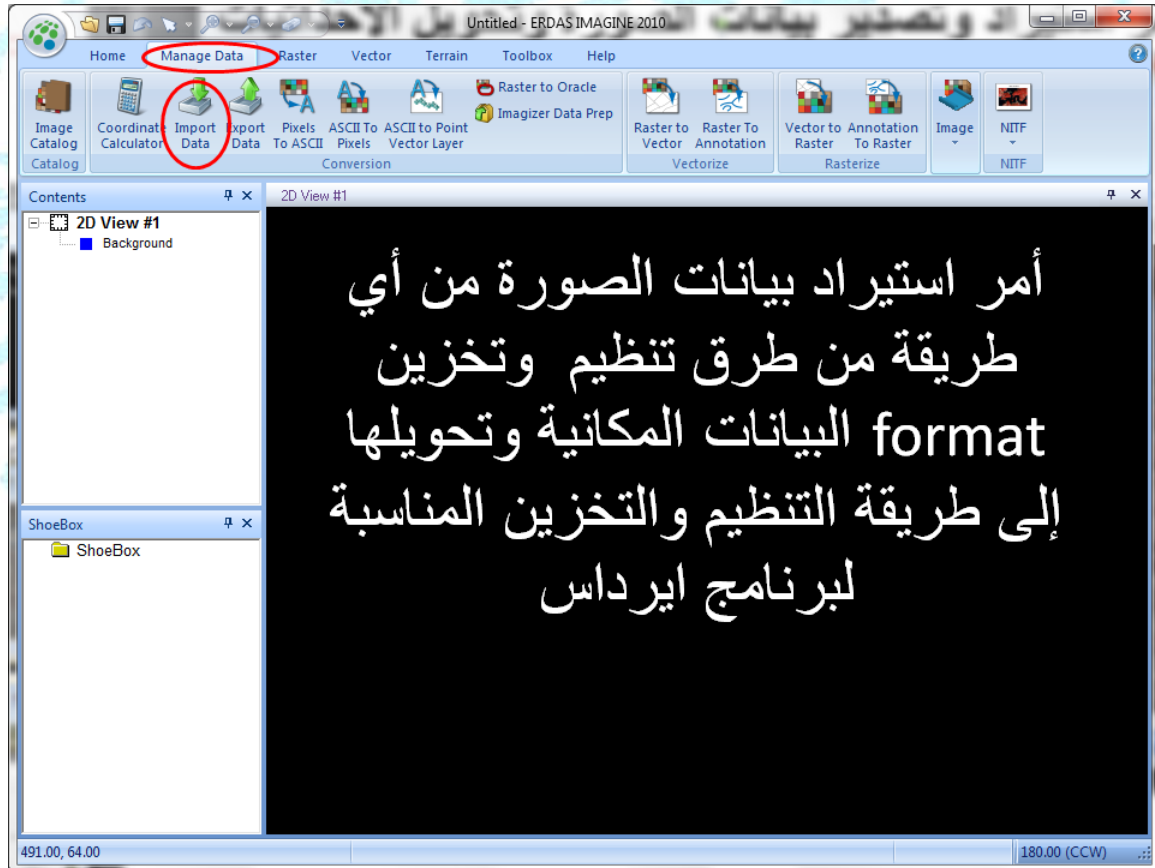 Untitled - ERDAS IMAGINE 2010
Home Manage Data Raster Vector Terrain Toolbox Help
Image Catalog
Coordinate Calculator
Import Data
Export Data
Pixels To ASCII
ASCII To Pixels
ASCII to Point Vector Layer
Raster to Oracle
Imagizer Data Prep
Raster to Vector
Raster To Annotation
Vector to Raster
Annotation To Raster
Image
NITF
Catalog Conversion Vectorize Rasterize NITF
Contents
2D View #1
Background
ShoeBox
ShoeBox
2D View #1
أمر استيراد بيانات الصورة من أي
طريقة من طرق تنظيم وتخزين
format البيانات المكانية وتحويلها
إلى طريقة التنظيم والتخزين المناسبة
لبرنامج ايرداس
491.00, 64.00
180.00 (CCW)